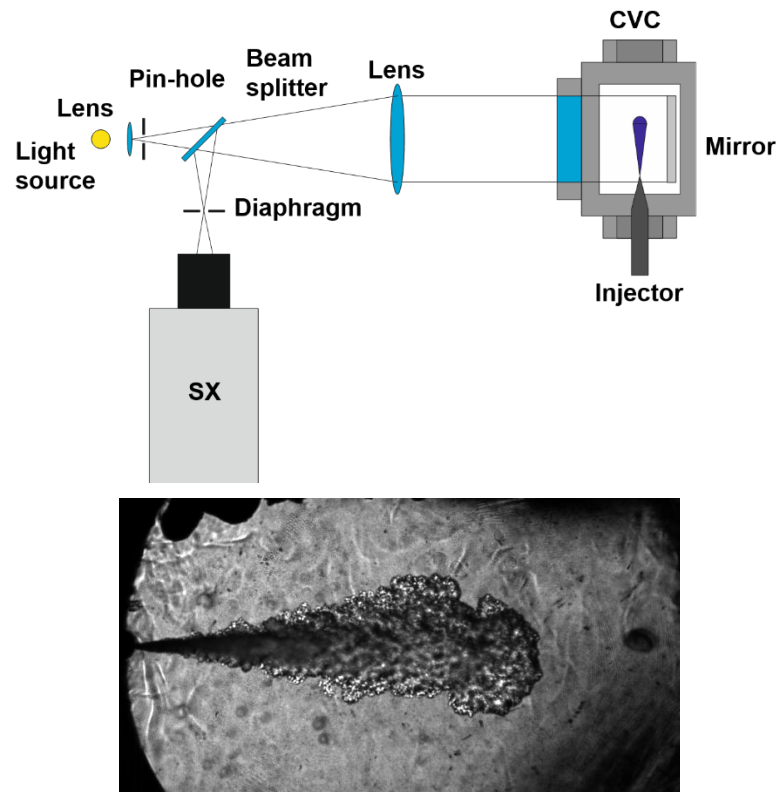 CVC
Beam
splitter
Pin-hole
Lens
Lens
Light
source
Mirror
Diaphragm
Injector
SX